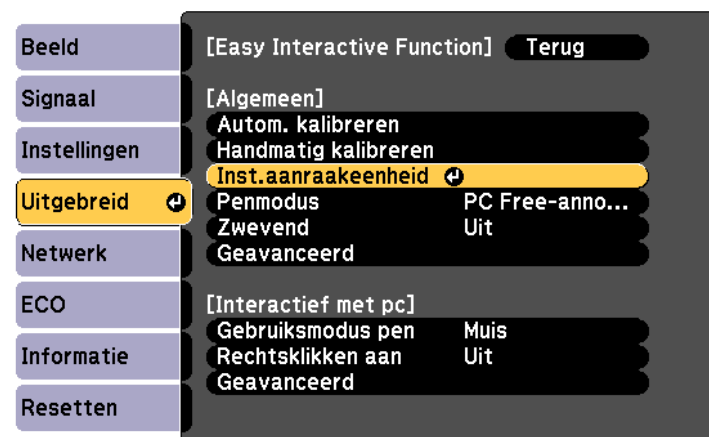 Beeld
Signaal
Instellingen
Uitgebreid
Netwerk
ECO
Informatie
Resetten
[Easy Interactive Function] Terug
[Algemeen]
Autom. kalibreren
Handmatig kalibreren
Inst.aanraakeenheid
Penmodus PC Free-anno...
Zwevend Uit
Geavanceerd
[Interactief met pc]
Gebruiksmodus pen Muis
Rechtsklikken aan Uit
Geavanceerd